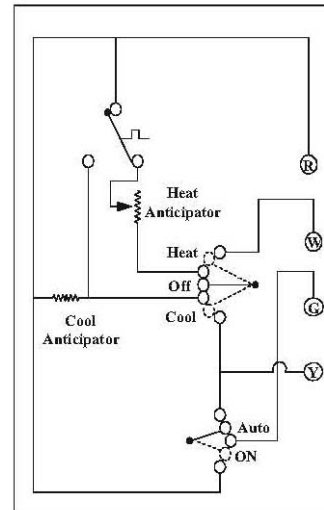 R
Heat
Anticipator
W
Heat
G
Off
Cool
Cool
Anticipator
Y
Auto
ON